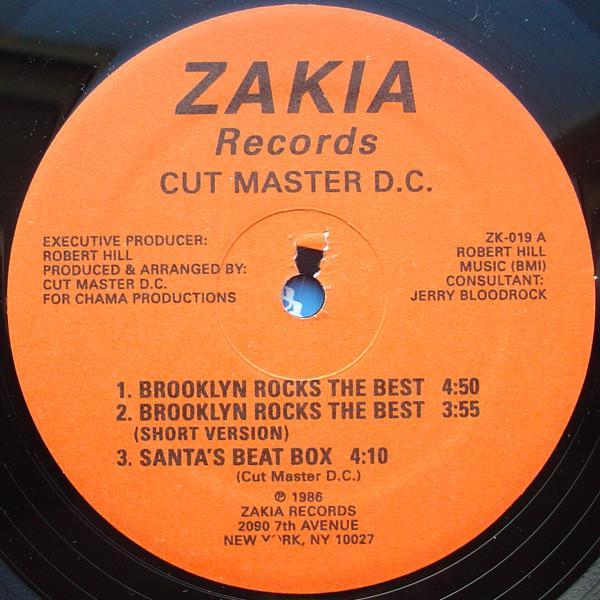 ZAKIA
Records
CUT MASTER D.C.
EXECUTIVE PRODUCER:
ROBERT HILL
PRODUCED & ARRANGED BY:
CUT MASTER D.C.
FOR CHAMA PRODUCTIONS
ZK-019 A
ROBERT HILL
MUSIC (BMI)
CONSULTANT:
JERRY BLOODROCK
1. BROOKLYN ROCKS THE BEST 4:50
2. BROOKLYN ROCKS THE BEST 3:55
(SHORT VERSION)
3. SANTA'S BEAT BOX 4:10
(Cut Master D.C.)
℗ 1986
ZAKIA RECORDS
2090 7th AVENUE
NEW YORK, NY 10027